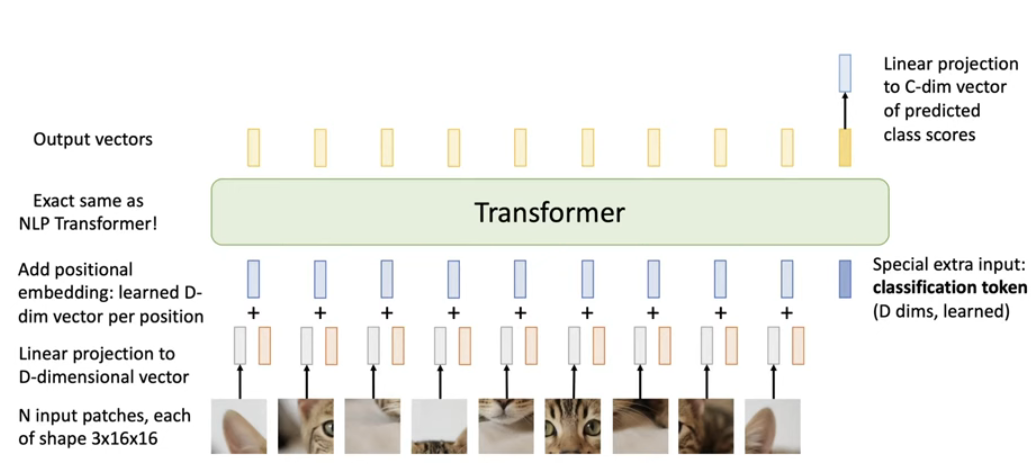 Linear projection
to C-dim vector
of predicted
class scores
Output vectors
Exact same as
NLP Transformer!
Transformer
Add positional
embedding: learned D-
dim vector per position
Special extra input:
classification token
(D dims, learned)
+ + + + + + + + +
Linear projection to
D-dimensional vector
N input patches, each
of shape 3x16x16